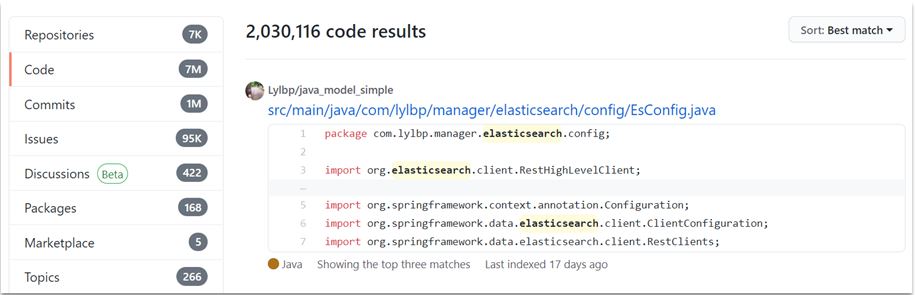 Repositories 7K
Code 7M
Commits 1M
Issues 95K
Discussions Beta 422
Packages 168
Marketplace 5
Topics 266
2,030,116 code results
Sort: Best match
Lylbp/java_model_simple
src/main/java/com/lylbp/manager/elasticsearch/config/EsConfig.java
1 package com.lylbp.manager.elasticsearch.config;
2
3 import org.elasticsearch.client.RestHighLevelClient;
…
5 import org.springframework.context.annotation.Configuration;
6 import org.springframework.data.elasticsearch.client.ClientConfiguration;
7 import org.springframework.data.elasticsearch.client.RestClients;
Java Showing the top three matches Last indexed 17 days ago